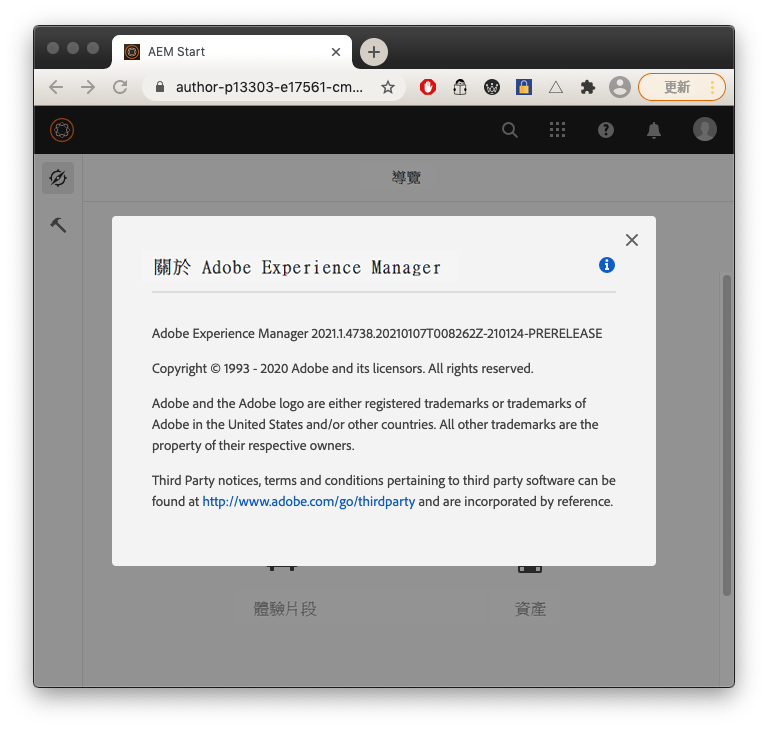 AEM Start
author-p13303-e17561-cm...
更新
導覽
關於 Adobe Experience Manager
Adobe Experience Manager 2021.1.4738.20210107T008262Z-210124-PRERELEASE
Copyright © 1993 - 2020 Adobe and its licensors. All rights reserved.
Adobe and the Adobe logo are either registered trademarks or trademarks of
Adobe in the United States and/or other countries. All other trademarks are the
property of their respective owners.
Third Party notices, terms and conditions pertaining to third party software can be
found at http://www.adobe.com/go/thirdparty and are incorporated by reference.
體驗片段
資產